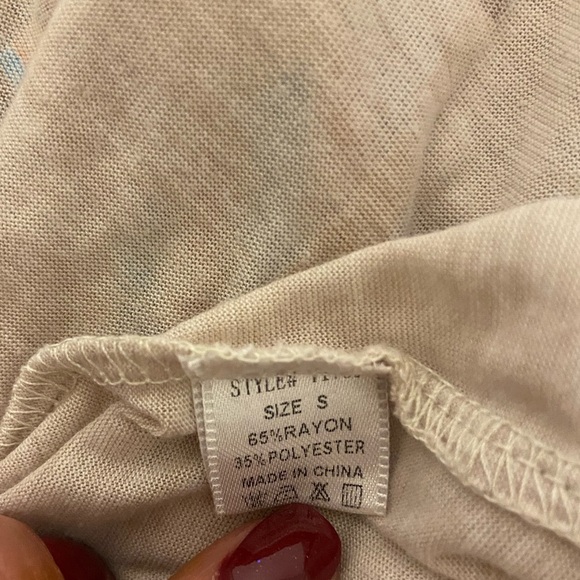 STYLE#
SIZE S
65%RAYON
35%POLYESTER
MADE IN CHINA